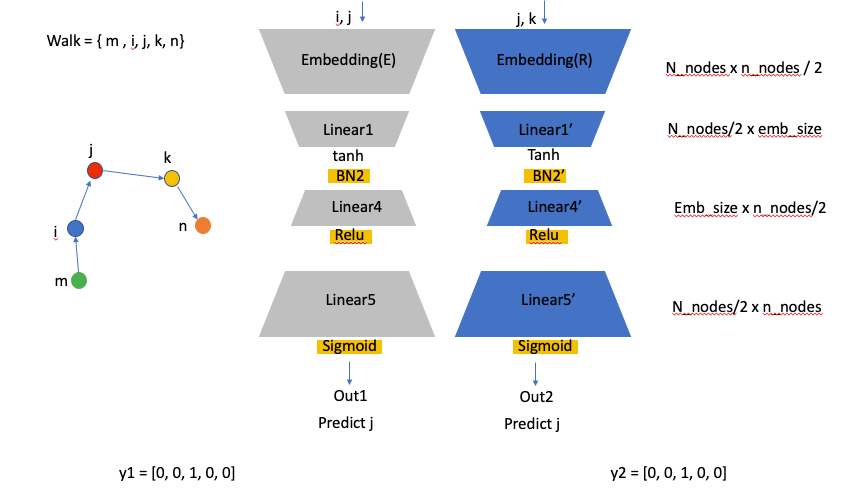 i, j
j, k
Walk = { m , i, j, k, n}
Embedding(E)
Embedding(R)
N_nodes x n_nodes / 2
Linear1
Linear1’
N_nodes/2 x emb_size
tanh
Tanh
BN2
BN2’
j
k
i
n
m
Linear4
Linear4’
Emb_size x n_nodes/2
Relu
Relu
Linear5
Linear5’
N_nodes/2 x n_nodes
Sigmoid
Sigmoid
Out1
Out2
Predict j
Predict j
y1 = [0, 0, 1, 0, 0]
y2 = [0, 0, 1, 0, 0]